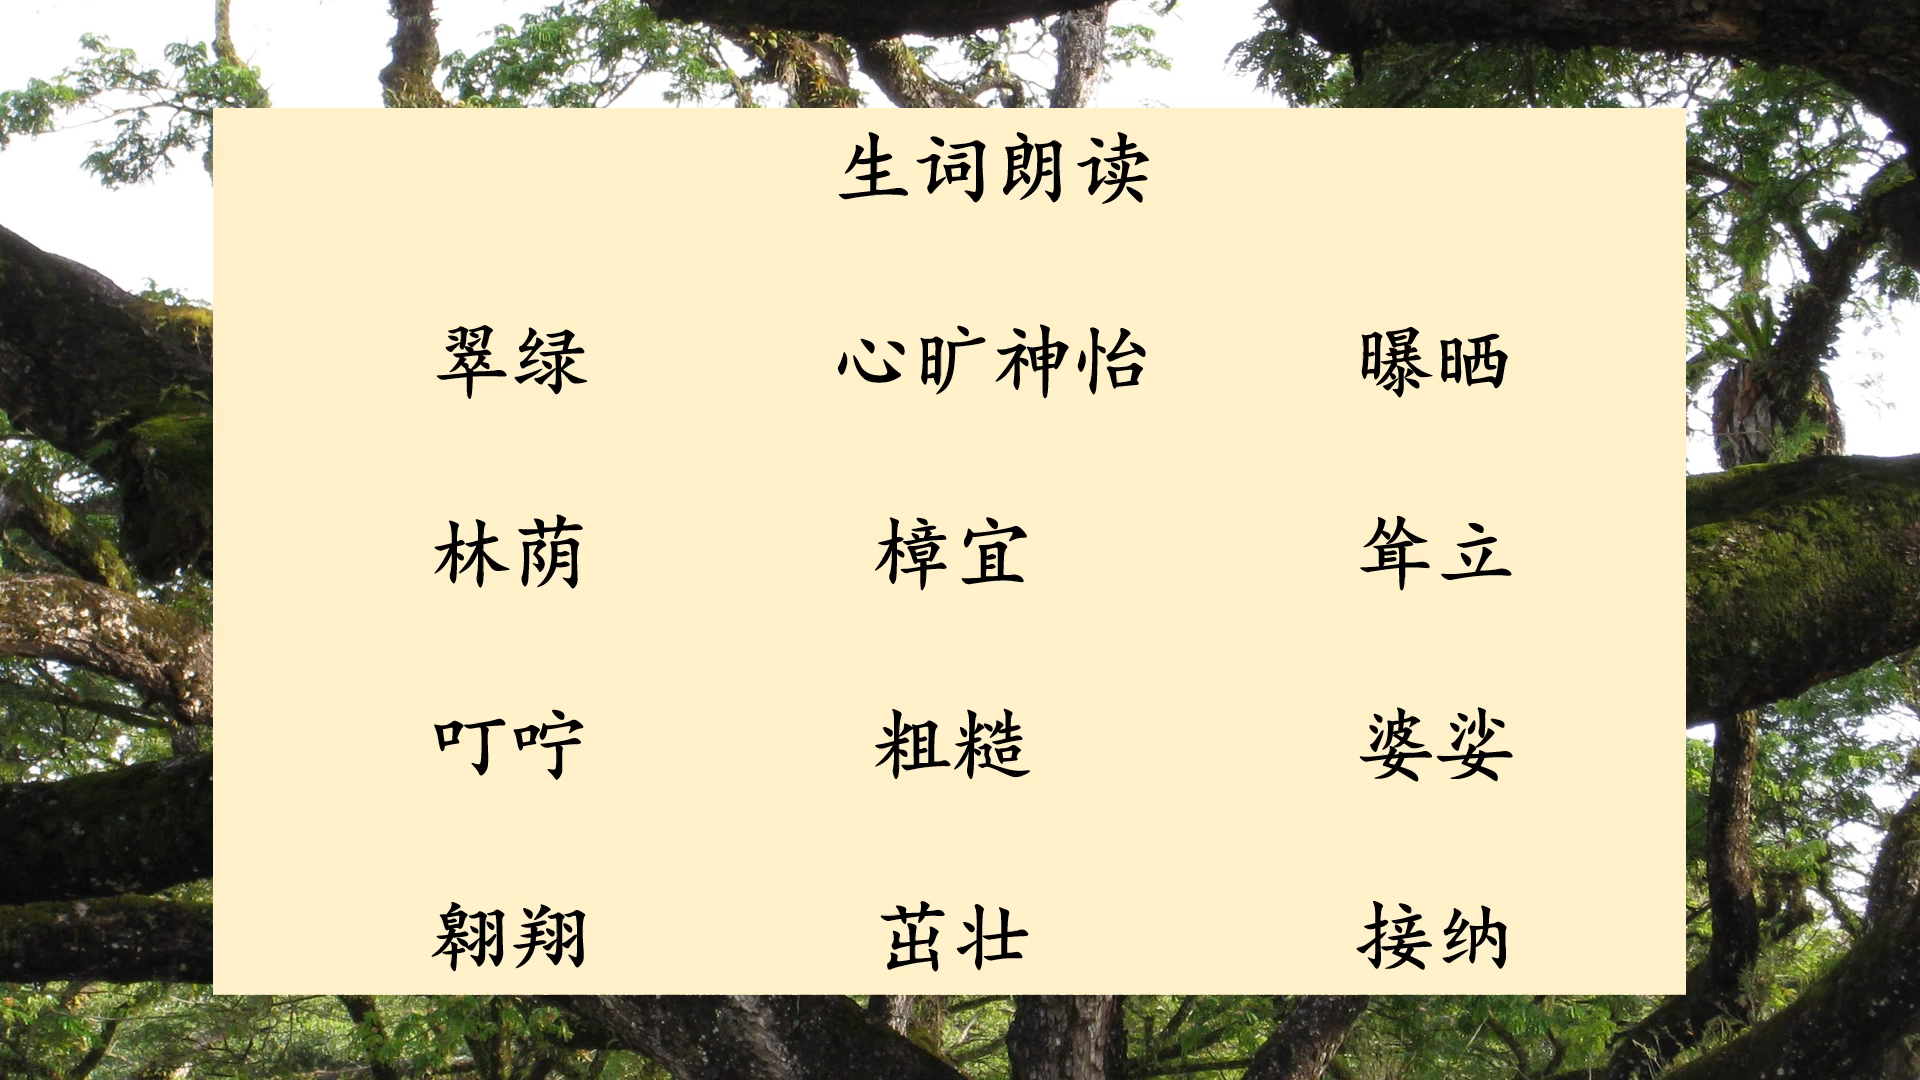 生词朗读
翠绿 心旷神怡 曝晒
林荫 樟宜 耸立
叮咛 粗糙 婆娑
翱翔 茁壮 接纳